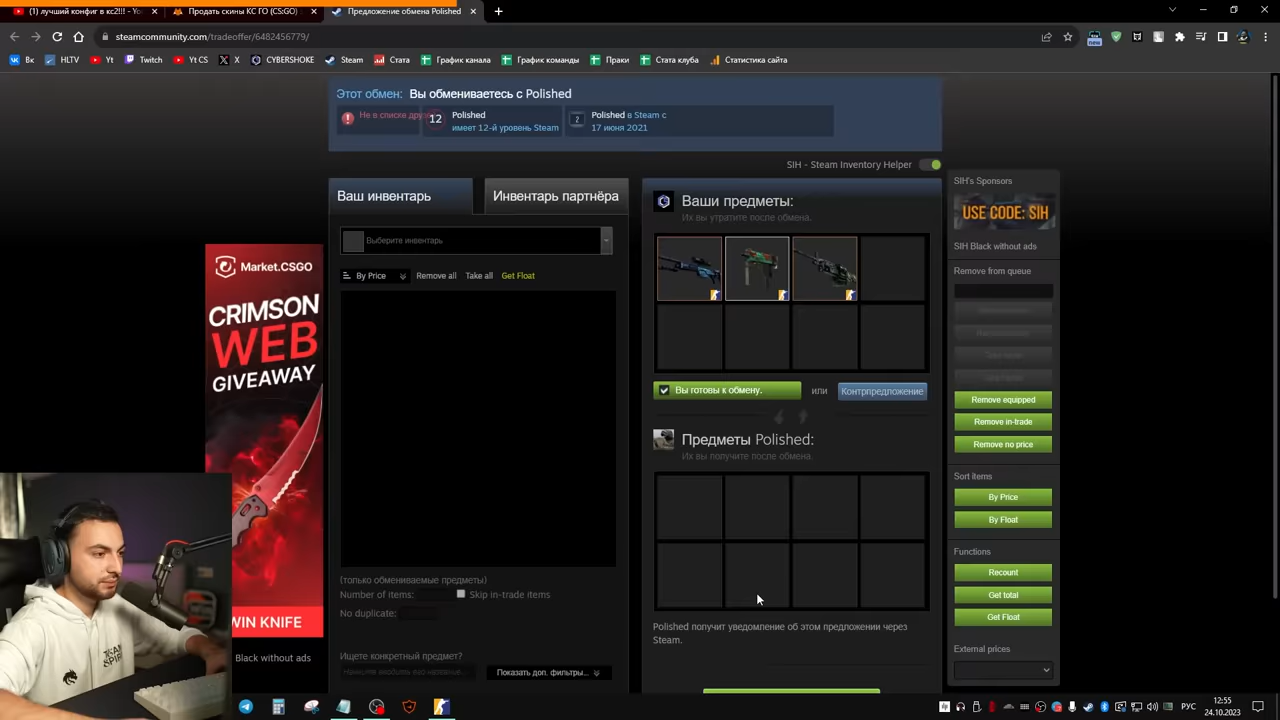 (1) лучший конфиг в кс2!!! - Yo
Продать скины КС ГО (CS:GO)
Предложение обмена Polished
steamcommunity.com/tradeoffer/6482456779/
new
Вк
HLTV
Yt
Twitch
Yt CS
X
CYBERSHOKE
Steam
Стата
График канала
График команды
Праки
Стата клуба
Статистика сайта
Этот обмен: Вы обмениваетесь с Polished
Не в списке
12
Polished
имеет 12-й уровень Steam
2
Polished в Steam с
17 июня 2021
SIH - Steam Inventory Helper
Ваш инвентарь
Инвентарь партнёра
Выберите инвентарь
By Price
Remove all
Take all
Get Float
(только обмениваемые предметы)
Number of items:
Skip in-trade items
No duplicate:
Ищете конкретный предмет?
Показать доп. фильтры...
Ваши предметы:
Их вы утратите после обмена.
Вы готовы к обмену.
или
Контрпредложение
Предметы Polished:
Их вы получите после обмена.
Polished получит уведомление об этом предложении через
Steam.
SIH's Sponsors
USE CODE: SIH
SIH Black without ads
Remove from queue
Remove equipped
Remove in-trade
Remove no price
Sort items
By Price
By Float
Functions
Recount
Get total
Get Float
External prices
Market.CSGO
CRIMSON
WEB
GIVEAWAY
WIN KNIFE
Black without ads
TEAM
SPIRIT
РУС
12:55
24.10.2023